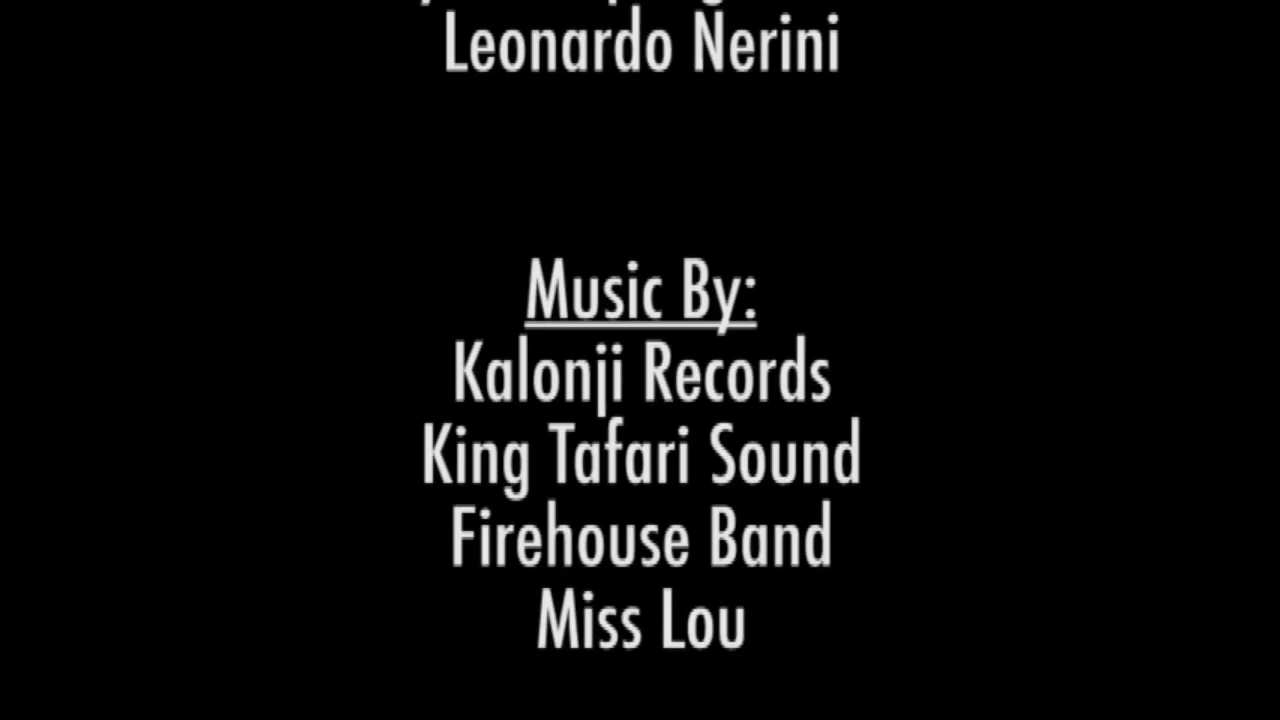 Leonardo Nerini
Music By:
Kalonji Records
King Tafari Sound
Firehouse Band
Miss Lou